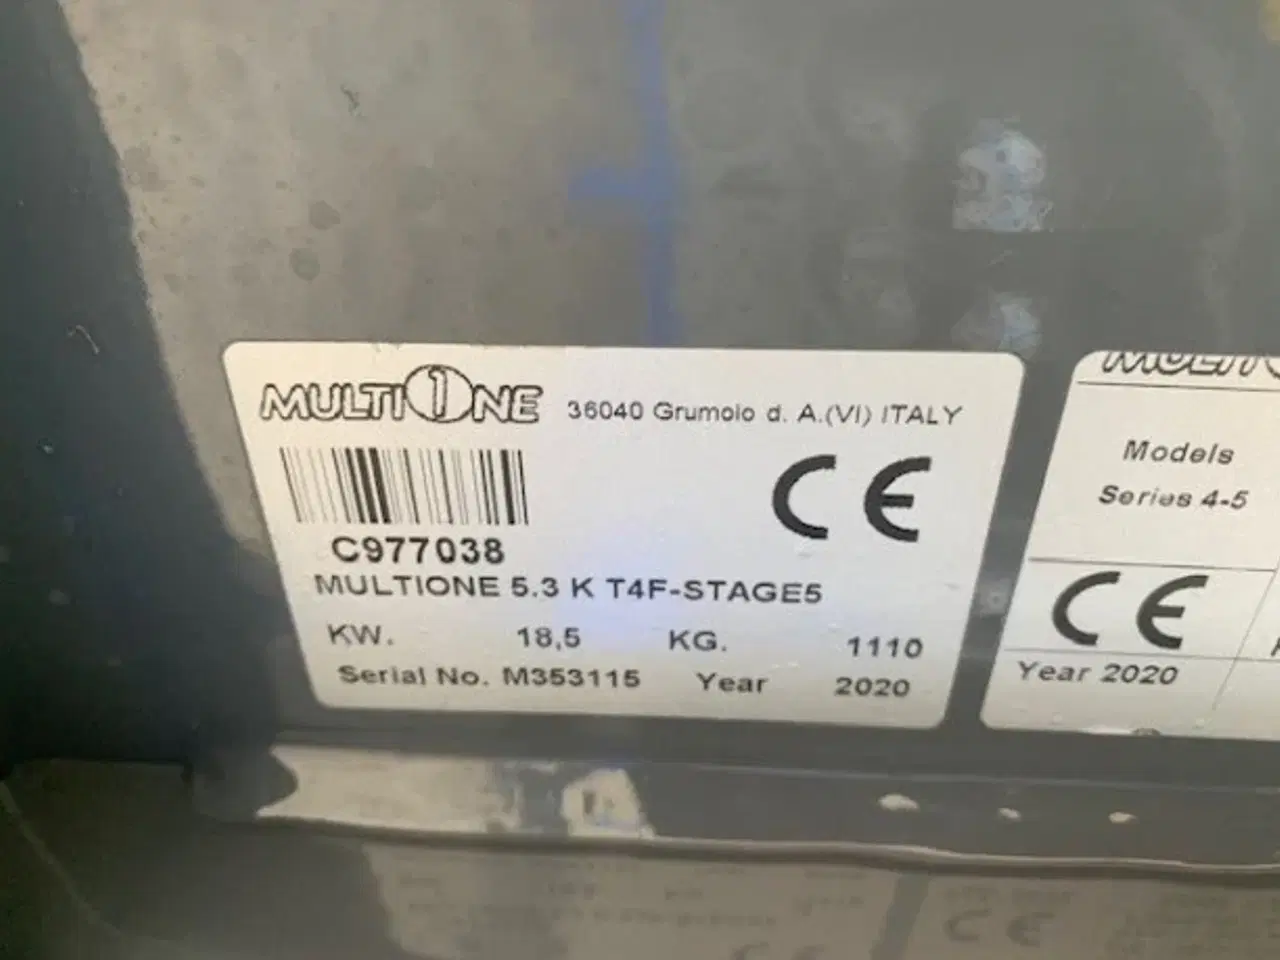 MULTIONE 36040 Grumolo d. A.(VI) ITALY
CE
C977038
MULTIONE 5.3 K T4F-STAGE5
KW. 18,5 KG. 1110
Serial No. M353115 Year 2020
Models
Series 4-5
CE
Year 2020